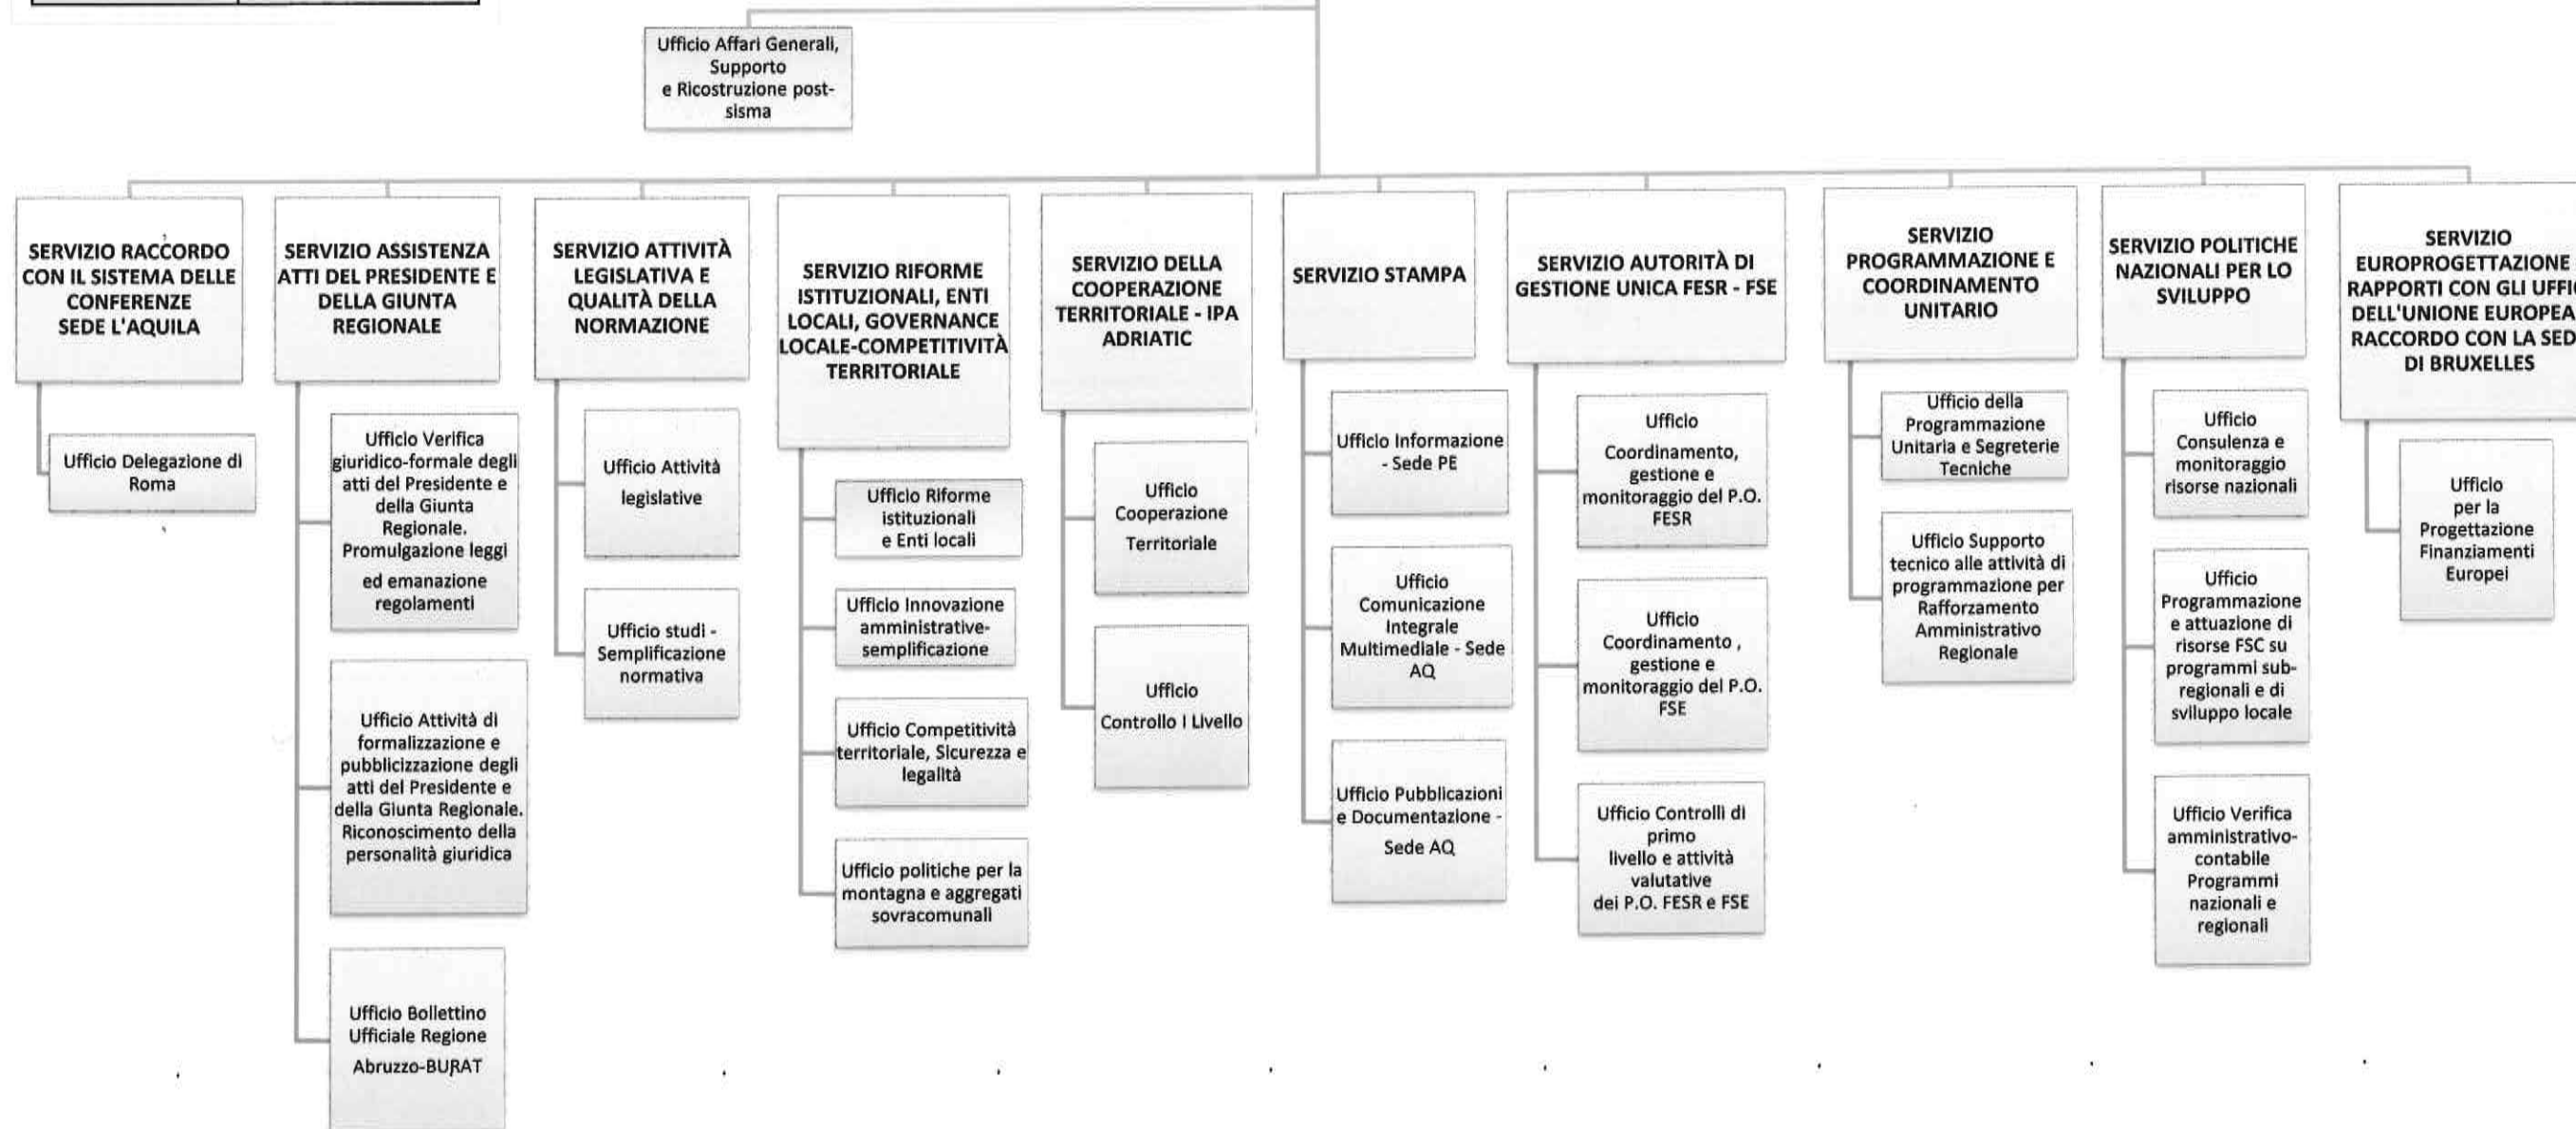 Ufficio Affari Generali,
Supporto
e Ricostruzione post-
sisma
SERVIZIO RACCORDO
CON IL SISTEMA DELLE
CONFERENZE
SEDE L'AQUILA
Ufficio Delegazione di
Roma
SERVIZIO ASSISTENZA
ATTI DEL PRESIDENTE E
DELLA GIUNTA
REGIONALE
Ufficio Verifica
giuridico-formale degli
atti del Presidente e
della Giunta
Regionale.
Promulgazione leggi
ed emanazione
regolamenti
Ufficio Attività di
formalizzazione e
pubblicizzazione degli
atti del Presidente e
della Giunta Regionale.
Riconoscimento della
personalità giuridica
Ufficio Bollettino
Ufficiale Regione
Abruzzo-BURAT
SERVIZIO ATTIVITÀ
LEGISLATIVA E
QUALITÀ DELLA
NORMAZIONE
Ufficio Attività
legislative
Ufficio studi -
Semplificazione
normativa
SERVIZIO RIFORME
ISTITUZIONALI, ENTI
LOCALI, GOVERNANCE
LOCALE-COMPETITIVITÀ
TERRITORIALE
Ufficio Riforme
istituzionali
e Enti locali
Ufficio Innovazione
amministrative-
semplificazione
Ufficio Competitività
territoriale, Sicurezza e
legalità
Ufficio politiche per la
montagna e aggregati
sovracomunali
SERVIZIO DELLA
COOPERAZIONE
TERRITORIALE - IPA
ADRIATIC
Ufficio
Cooperazione
Territoriale
Ufficio
Controllo I Livello
SERVIZIO STAMPA
Ufficio Informazione
- Sede PE
Ufficio
Comunicazione
Integrale
Multimediale - Sede
AQ
Ufficio Pubblicazioni
e Documentazione -
Sede AQ
SERVIZIO AUTORITÀ DI
GESTIONE UNICA FESR - FSE
Ufficio
Coordinamento,
gestione e
monitoraggio del P.O.
FESR
Ufficio
Coordinamento ,
gestione e
monitoraggio del P.O.
FSE
Ufficio Controlli di
primo
livello e attività
valutative
dei P.O. FESR e FSE
SERVIZIO
PROGRAMMAZIONE E
COORDINAMENTO
UNITARIO
Ufficio della
Programmazione
Unitaria e Segreterie
Tecniche
Ufficio Supporto
tecnico alle attività di
programmazione per
Rafforzamento
Amministrativo
Regionale
SERVIZIO POLITICHE
NAZIONALI PER LO
SVILUPPO
Ufficio
Consulenza e
monitoraggio
risorse nazionali
Ufficio
Programmazione
e attuazione di
risorse FSC su
programmi sub-
regionali e di
sviluppo locale
Ufficio Verifica
amministrativo-
contabile
Programmi
nazionali e
regionali
SERVIZIO
EUROPROGETTAZIONE
RAPPORTI CON GLI UFFIC
DELL'UNIONE EUROPEA
RACCORDO CON LA SED
DI BRUXELLES
Ufficio
per la
Progettazione
Finanziamenti
Europei